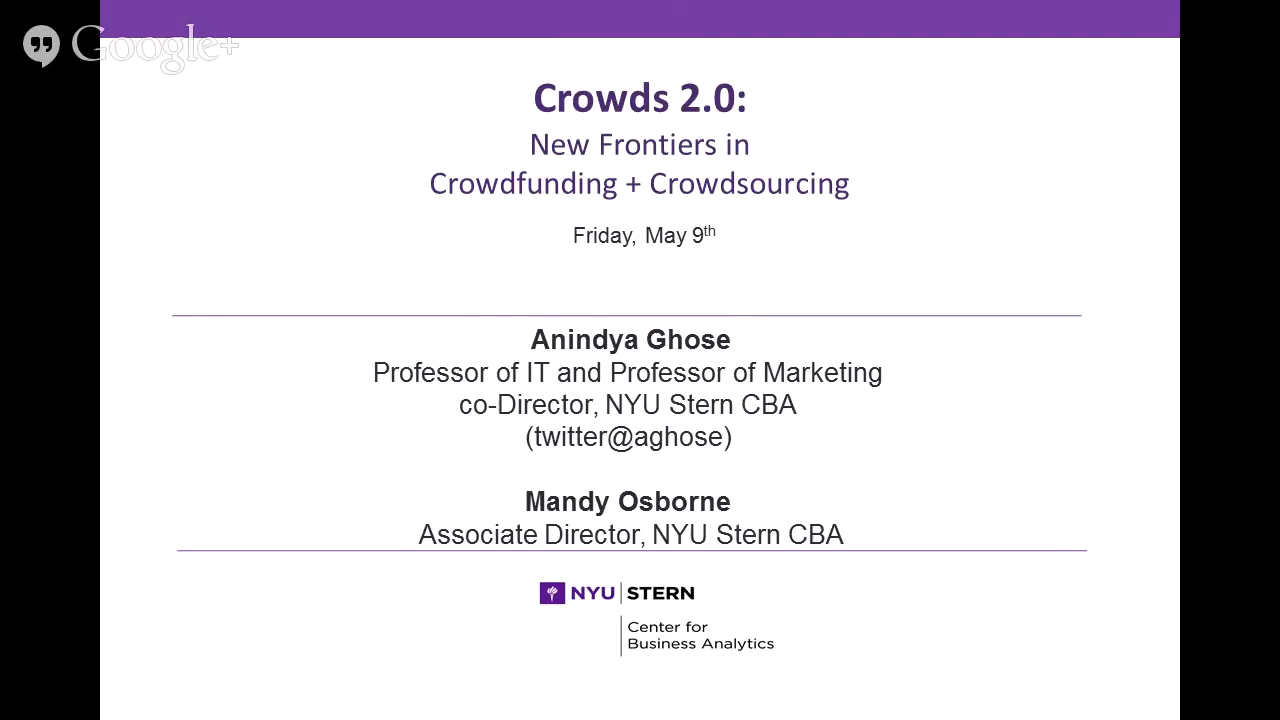 Google+
Crowds 2.0:
New Frontiers in
Crowdfunding + Crowdsourcing
Friday, May 9th
Anindya Ghose
Professor of IT and Professor of Marketing
co-Director, NYU Stern CBA
(twitter@aghose)
Mandy Osborne
Associate Director, NYU Stern CBA
NYU STERN
Center for
Business Analytics